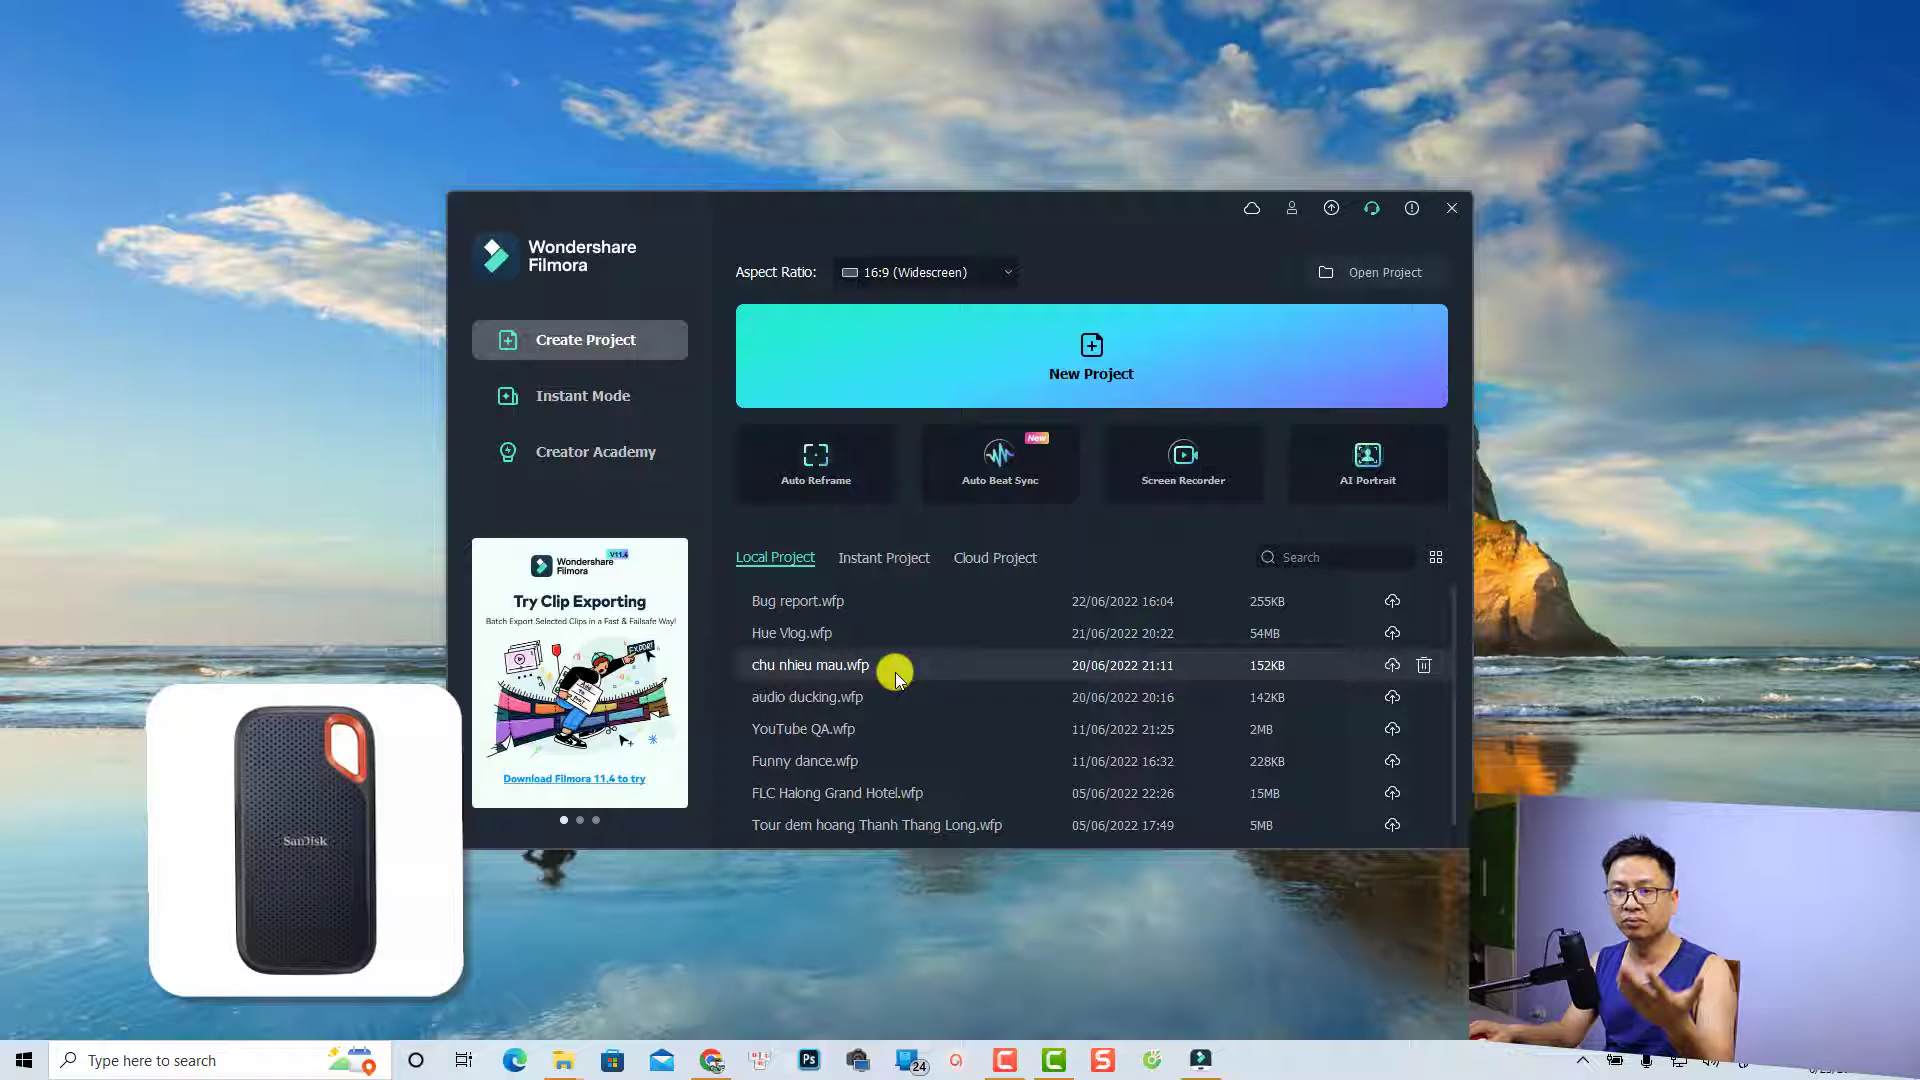 Wondershare
Filmora
Aspect Ratio:
16:9 (Widescreen)
Open Project
Create Project
New Project
Instant Mode
Creator Academy
New
Auto Reframe
Auto Beat Sync
Screen Recorder
AI Portrait
Local Project
Instant Project
Cloud Project
Search
V11.4
Wondershare
Filmora
Try Clip Exporting
Batch Export Selected Clips in a Fast & Failsafe Way!
EXPORT
Download Filmora 11.4 to try
Bug report.wfp 22/06/2022 16:04 255KB
Hue Vlog.wfp 21/06/2022 20:22 54MB
chu nhieu mau.wfp 20/06/2022 21:11 152KB
audio ducking.wfp 20/06/2022 20:16 142KB
YouTube QA.wfp 11/06/2022 21:25 2MB
Funny dance.wfp 11/06/2022 16:32 228KB
FLC Halong Grand Hotel.wfp 05/06/2022 22:26 15MB
Tour dem hoang Thanh Thang Long.wfp 05/06/2022 17:49 5MB
SanDisk
Type here to search
Ps
24